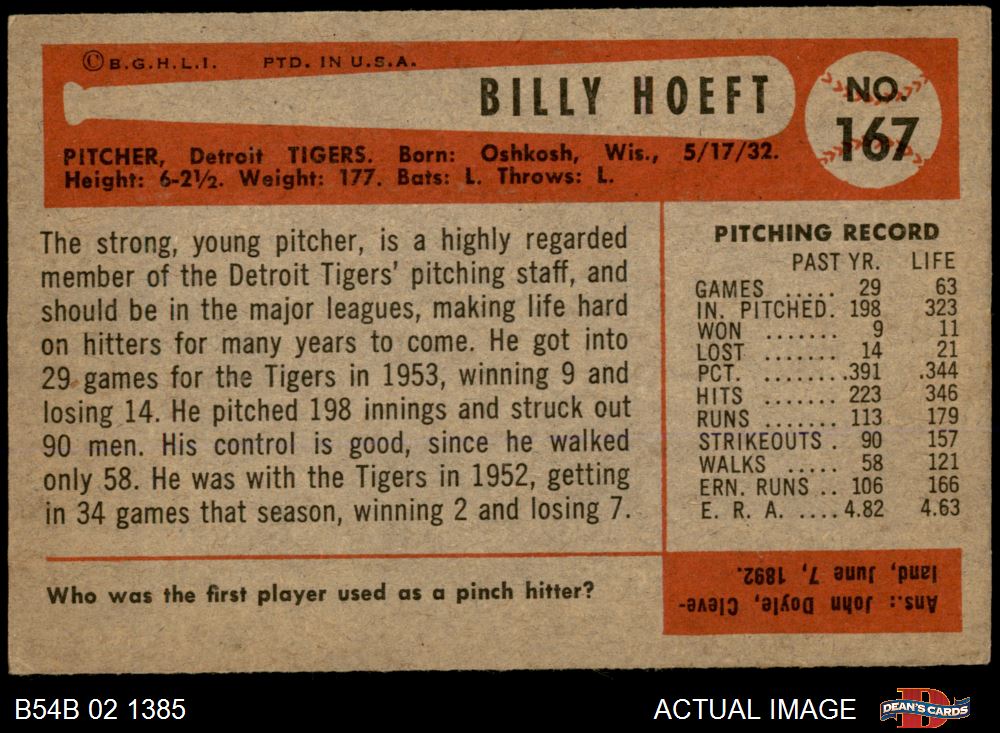 ©B.G.H.L.I. PTD. IN U.S.A.
BILLY HOEFT
NO.
167
PITCHER, Detroit TIGERS. Born: Oshkosh, Wis., 5/17/32.
Height: 6-2½. Weight: 177. Bats: L. Throws: L.
The strong, young pitcher, is a highly regarded
member of the Detroit Tigers' pitching staff, and
should be in the major leagues, making life hard
on hitters for many years to come. He got into
29 games for the Tigers in 1953, winning 9 and
losing 14. He pitched 198 innings and struck out
90 men. His control is good, since he walked
only 58. He was with the Tigers in 1952, getting
in 34 games that season, winning 2 and losing 7.
PITCHING RECORD
PAST YR. LIFE
GAMES ..... 29 63
IN. PITCHED. 198 323
WON ....... 9 11
LOST ....... 14 21
PCT. ........391 .344
HITS ....... 223 346
RUNS ....... 113 179
STRIKEOUTS . 90 157
WALKS ..... 58 121
ERN. RUNS .. 106 166
E. R. A. ....4.82 4.63
Who was the first player used as a pinch hitter?
Ans.: John Doyle, Cleve-
land, June 7, 1892.
B54B 02 1385
ACTUAL IMAGE
D
DEAN'S CARDS